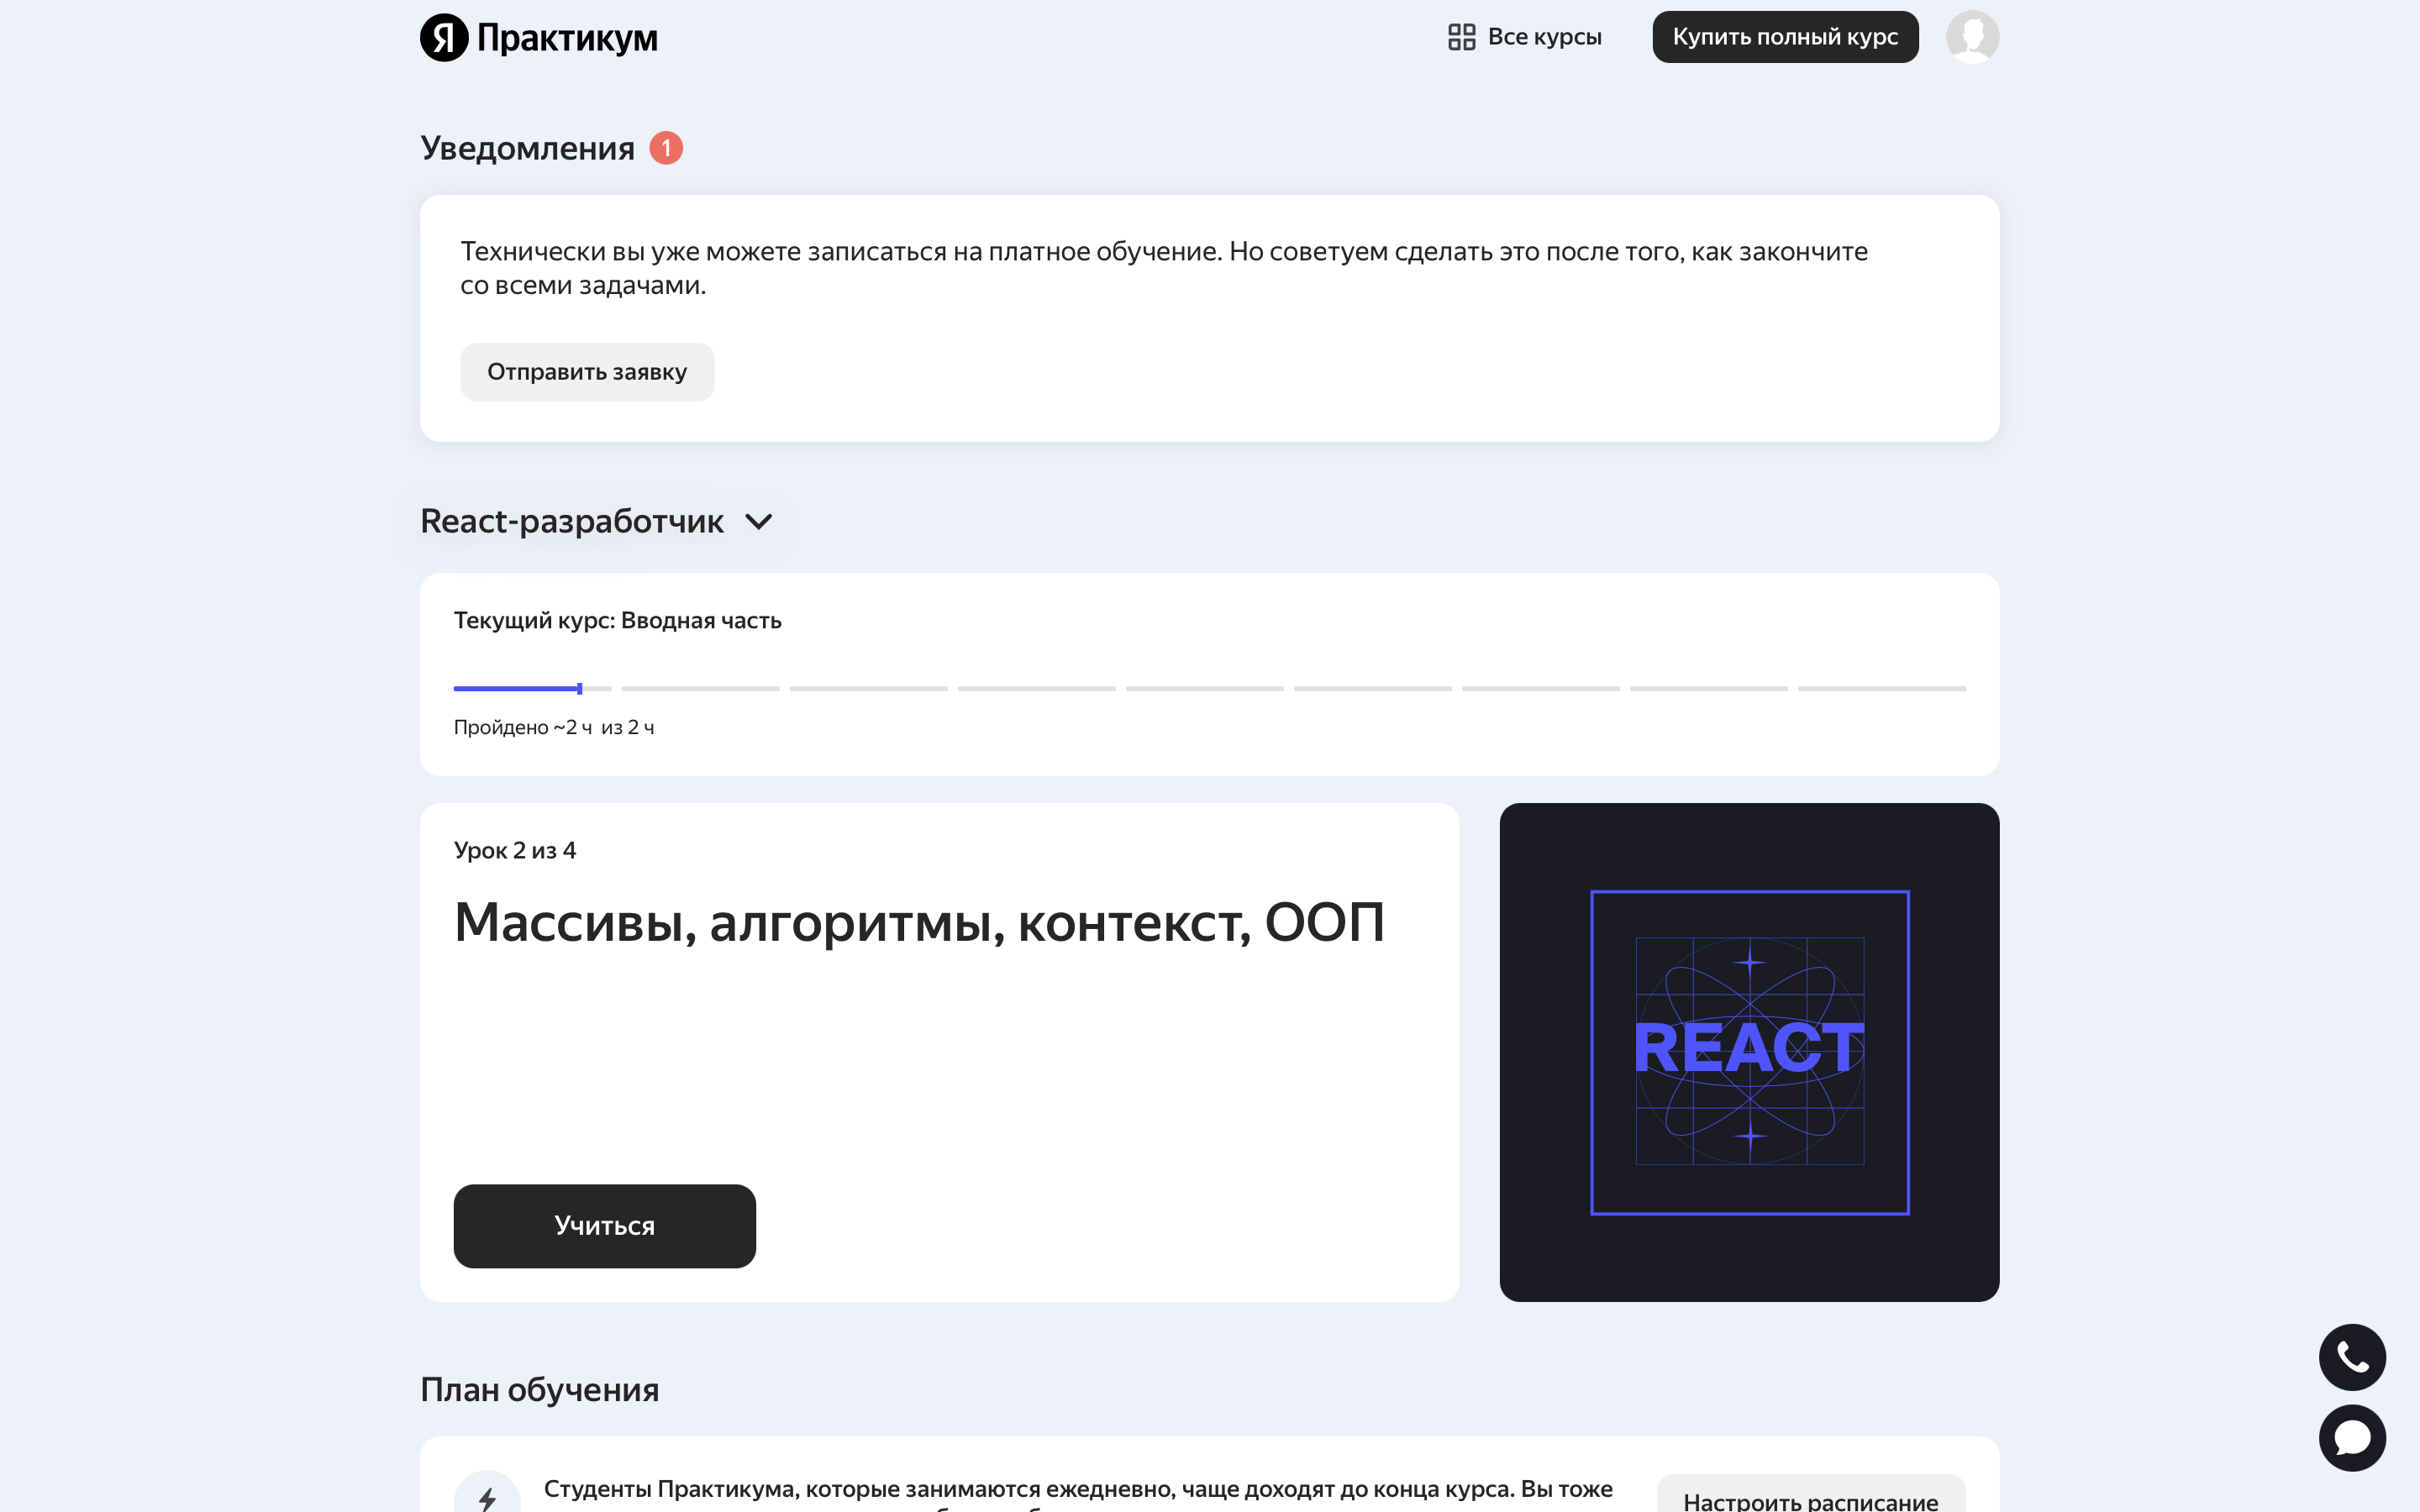 Я Практикум
Все курсы
Купить полный курс
Уведомления 1
Технически вы уже можете записаться на платное обучение. Но советуем сделать это после того, как закончите
со всеми задачами.
Отправить заявку
React-разработчик
Текущий курс: Вводная часть
Пройдено ~2 ч из 2 ч
Урок 2 из 4
Массивы, алгоритмы, контекст, ООП
REACT
Учиться
План обучения
Студенты Практикума, которые занимаются ежедневно, чаще доходят до конца курса. Вы тоже
Настроить расписание